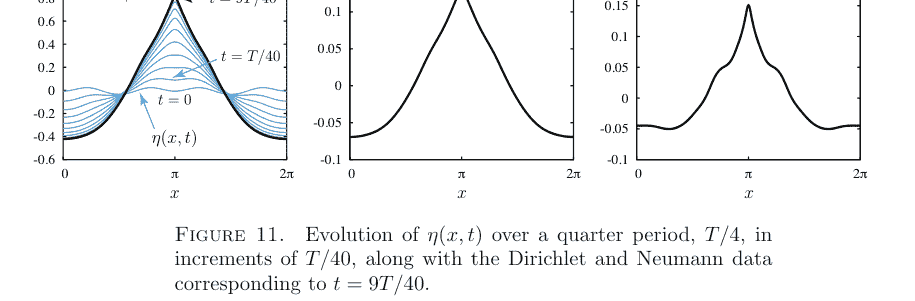 0.8
t = 9T/40
0.6
0.4
0.2
0
-0.2
-0.4
-0.6
t = T/40
t = 0
η(x, t)
0
π
2π
x
0.1
0.05
0
-0.05
-0.1
0
π
2π
x
0.15
0.1
0.05
0
-0.05
-0.1
0
π
2π
x
FIGURE 11. Evolution of η(x, t) over a quarter period, T/4, in
increments of T/40, along with the Dirichlet and Neumann data
corresponding to t = 9T/40.